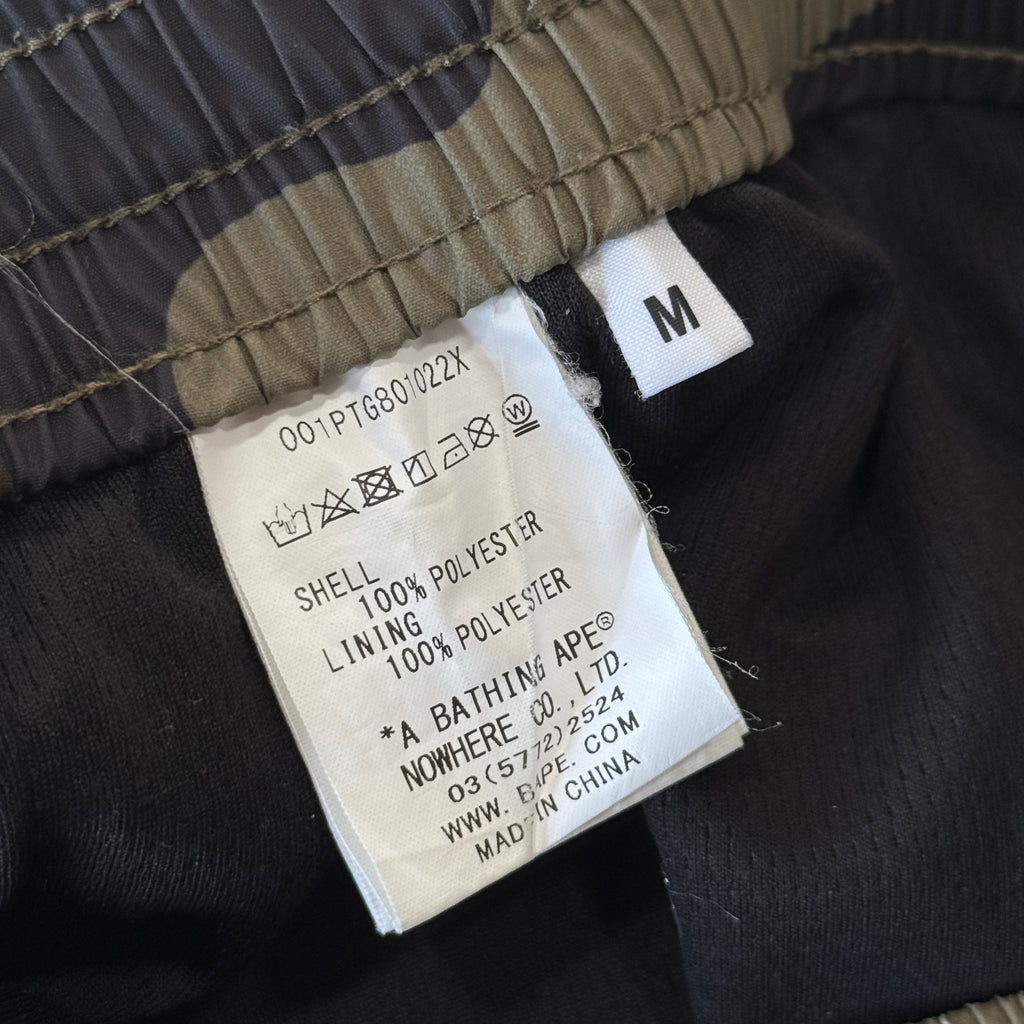 M
001PTG801022X
W
SHELL
100% POLYESTER
LINING
100% POLYESTER
*A BATHING APE®
NOWHERE CO., LTD.
03(5772)2524
WWW. BAPE. COM
MADE IN CHINA